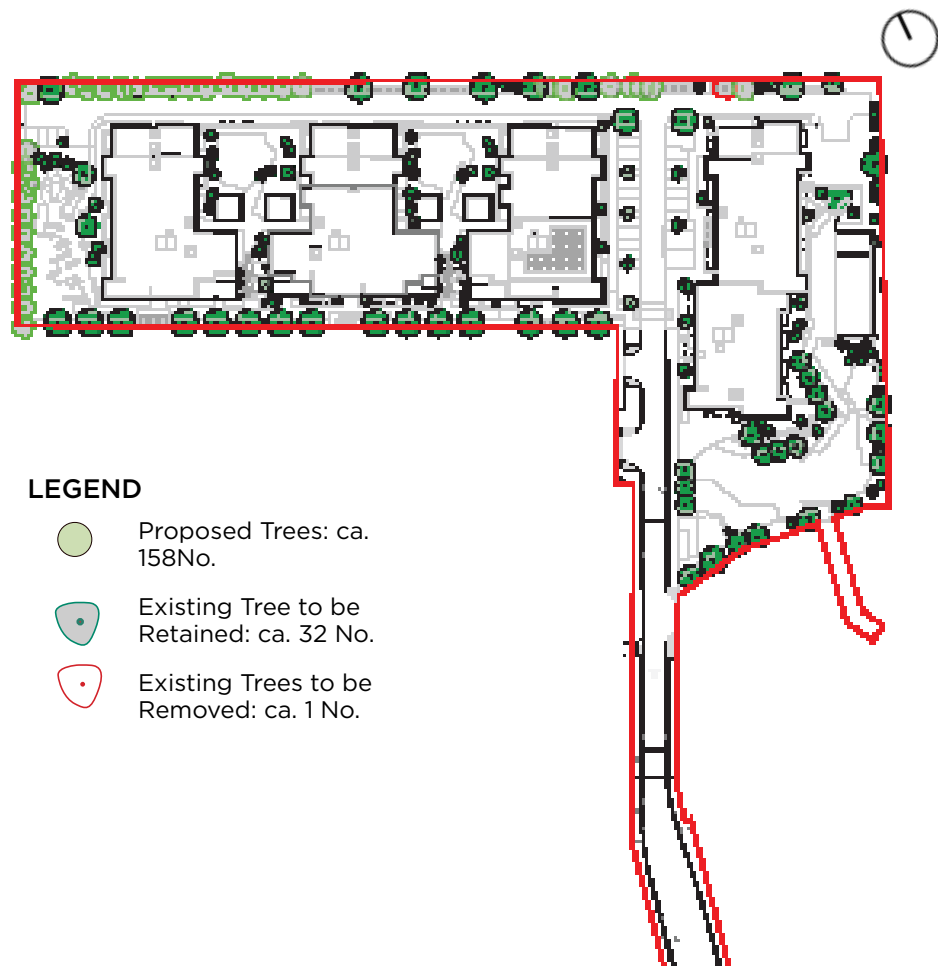 LEGEND
Proposed Trees: ca.
158No.
Existing Tree to be
Retained: ca. 32 No.
Existing Trees to be
Removed: ca. 1 No.